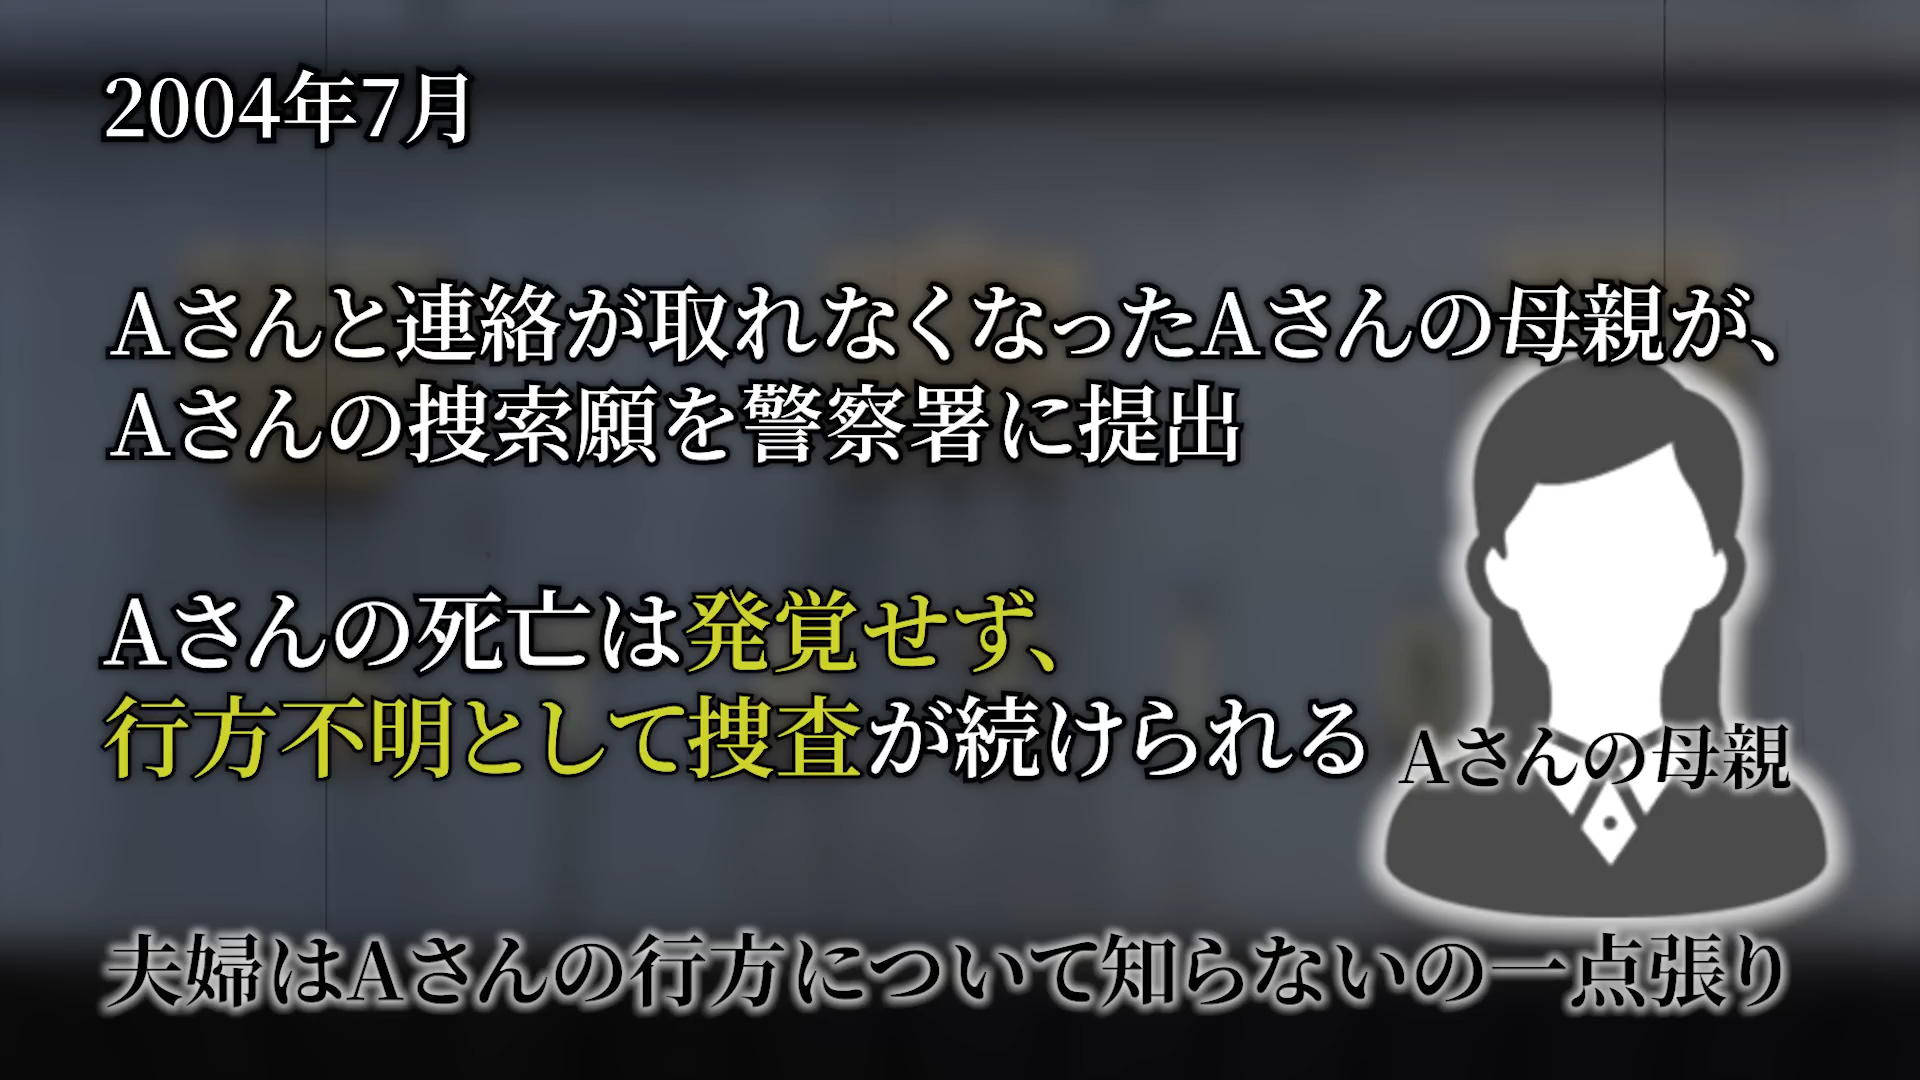 2004年7月
Aさんと連絡が取れなくなったAさんの母親が、
Aさんの捜索願を警察署に提出
Aさんの死亡は発覚せず、
行方不明として捜査が続けられる
Aさんの母親
夫婦はAさんの行方について知らないの一点張り